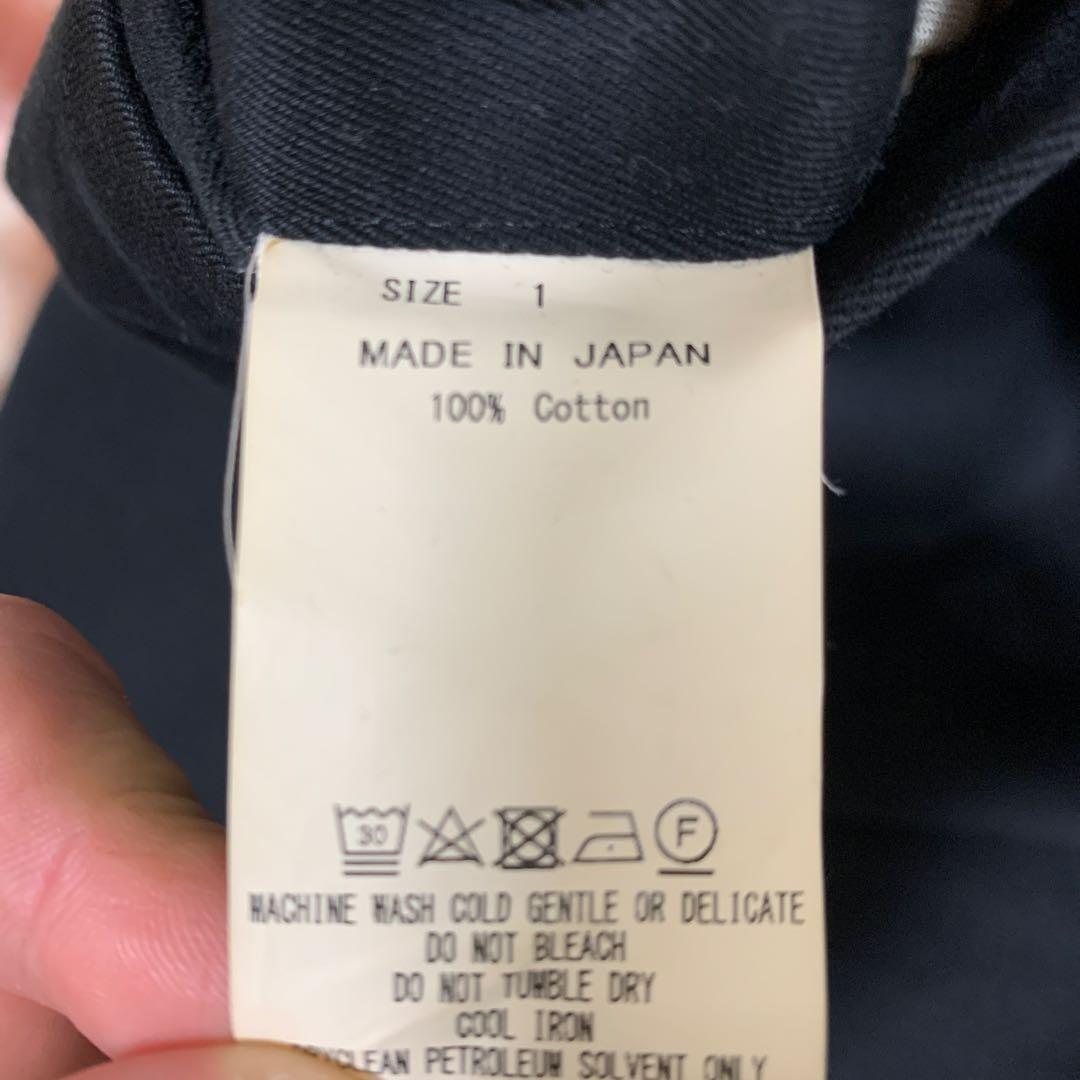 SIZE 1
MADE IN JAPAN
100% Cotton
30 F
MACHINE WASH COLD GENTLE OR DELICATE
DO NOT BLEACH
DO NOT TUMBLE DRY
COOL IRON
PETROLEUM SOLVENT ONLY